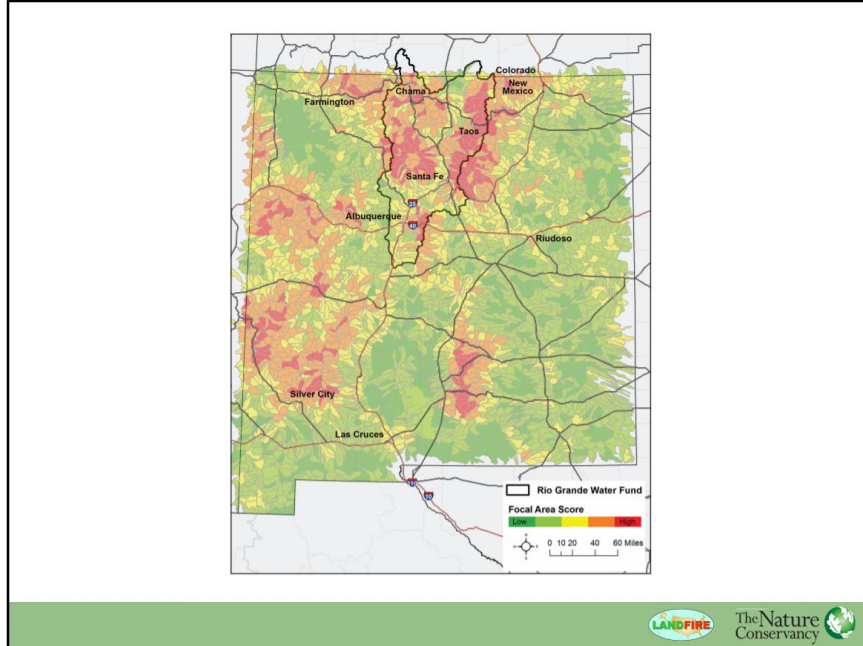 Colorado
New
Mexico
Chama
Farmington
Taos
Santa Fe
25
Albuquerque
40
Riudoso
Silver City
Las Cruces
10
Rio Grande Water Fund
Focal Area Score
Low
High
N
W
E
S
0 10 20 40 60 Miles
LANDFIRE
The Nature
Conservancy